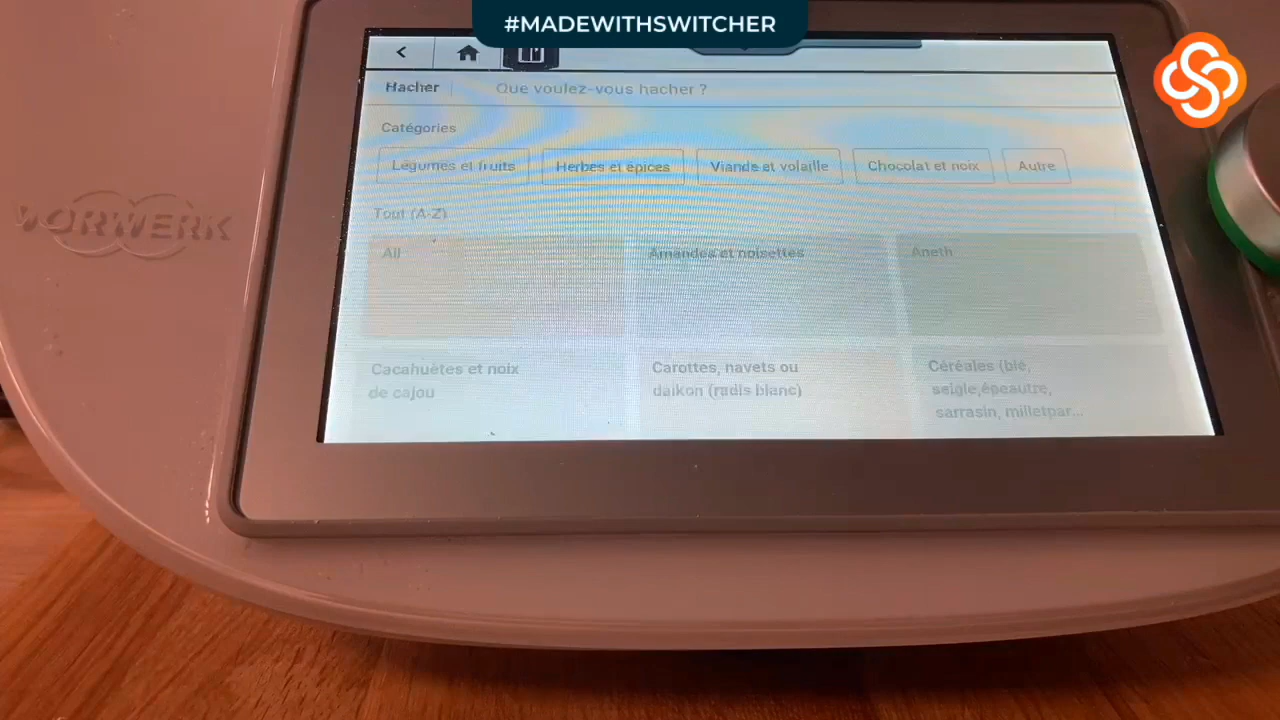 #MADEWITHSWITCHER
Hacher Que voulez-vous hacher ?
Catégories
Légumes et fruits Herbes et épices Viande et volaille Chocolat et noix Autre
Tout (A-Z)
Ail Amandes et noisettes Aneth
Cacahuètes et noix Carottes, navets ou Céréales (blé,
de cajou daikon (radis blanc) seigle,épeautre,
sarrasin, milletpar...
VORWERK